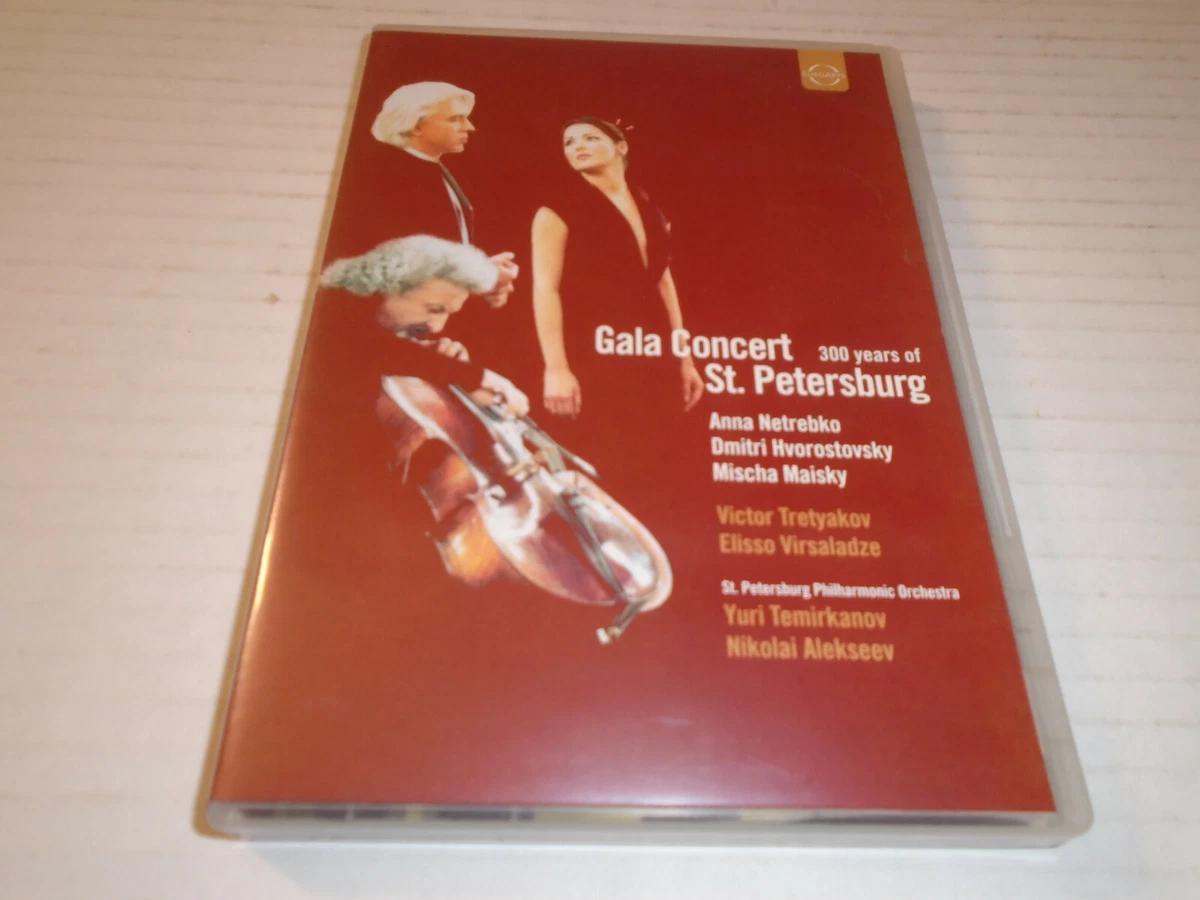 EUROARTS
Gala Concert 300 years of
St. Petersburg
Anna Netrebko
Dmitri Hvorostovsky
Mischa Maisky
Victor Tretyakov
Elisso Virsaladze
St. Petersburg Philharmonic Orchestra
Yuri Temirkanov
Nikolai Alekseev